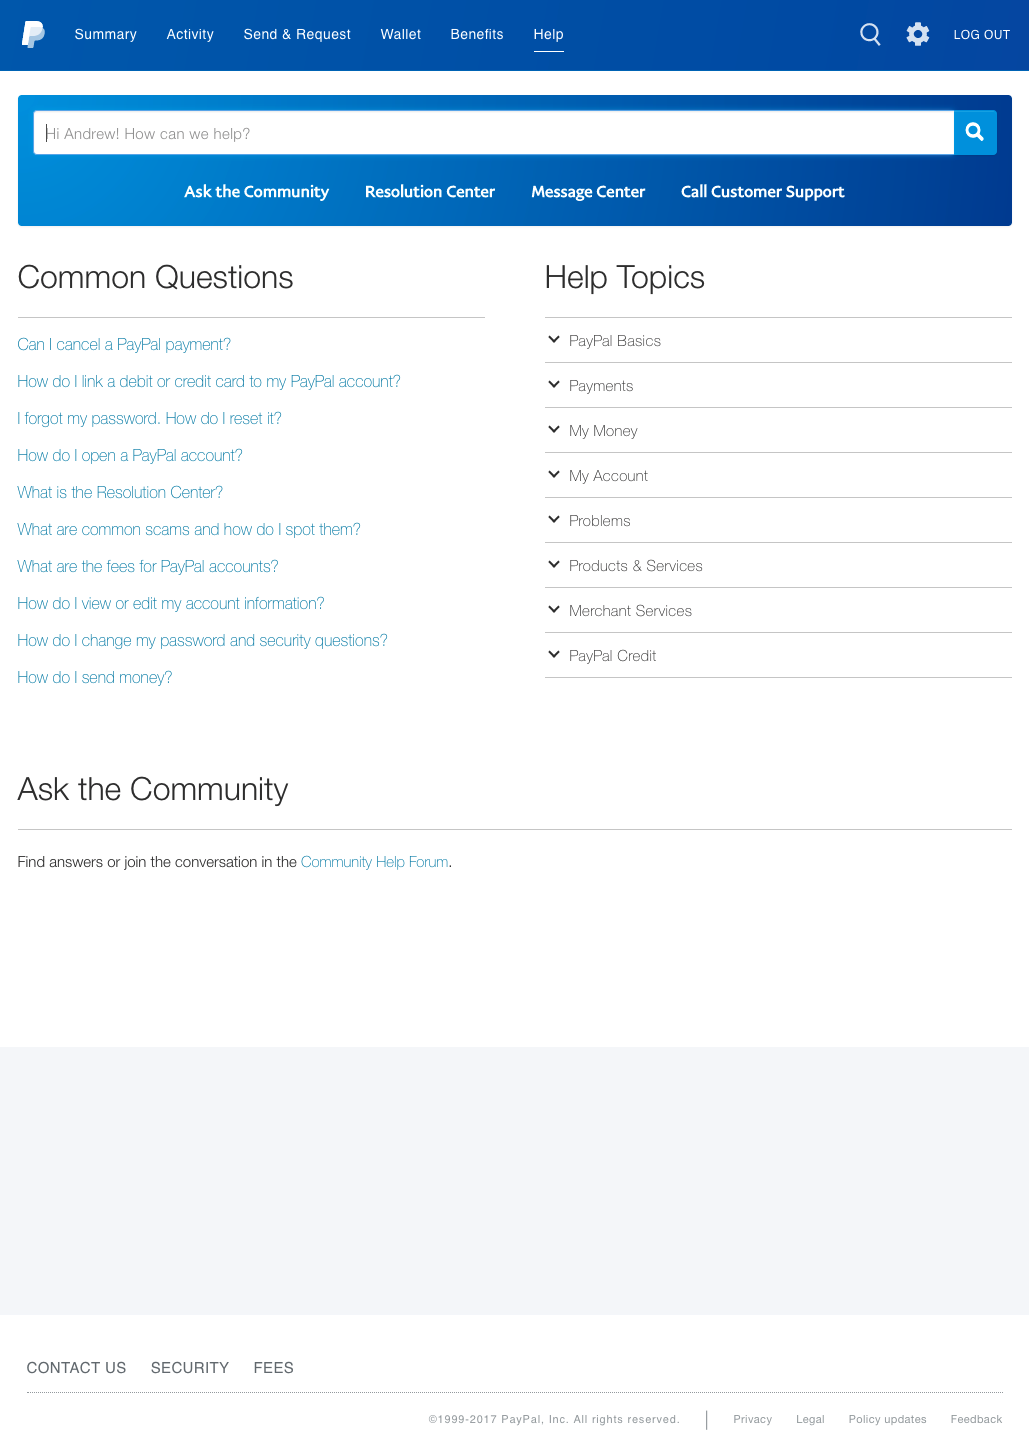 Summary Activity Send & Request Wallet Benefits Help LOG OUT
Hi Andrew! How can we help?
Ask the Community Resolution Center Message Center Call Customer Support
Common Questions
Can I cancel a PayPal payment?
How do I link a debit or credit card to my PayPal account?
I forgot my password. How do I reset it?
How do I open a PayPal account?
What is the Resolution Center?
What are common scams and how do I spot them?
What are the fees for PayPal accounts?
How do I view or edit my account information?
How do I change my password and security questions?
How do I send money?
Help Topics
PayPal Basics
Payments
My Money
My Account
Problems
Products & Services
Merchant Services
PayPal Credit
Ask the Community
Find answers or join the conversation in the Community Help Forum.
CONTACT US SECURITY FEES
©1999-2017 PayPal, Inc. All rights reserved. | Privacy Legal Policy updates Feedback